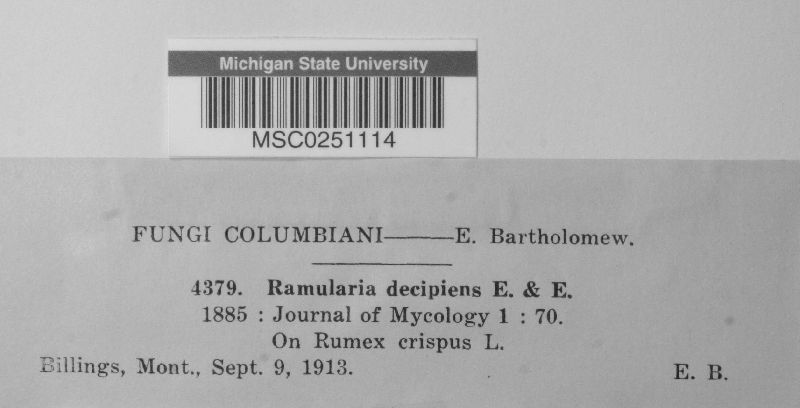 Michigan State University
MSC0251114
FUNGI COLUMBIANI——E. Bartholomew.
4379. Ramularia decipiens E. & E.
1885 : Journal of Mycology 1 : 70.
On Rumex crispus L.
Billings, Mont., Sept. 9, 1913. E. B.